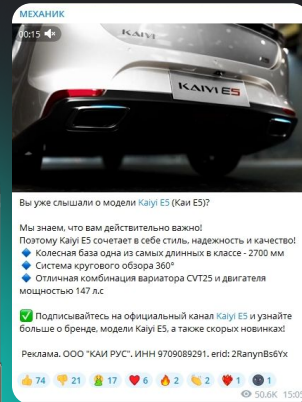 МЕХАНИК
00:15
KAIYI
KAIYI E5
Вы уже слышали о модели Kaiyi E5 (Каи Е5)?
Мы знаем, что вам действительно важно!
Поэтому Kaiyi E5 сочетает в себе стиль, надежность и качество!
Колесная база одна из самых длинных в классе - 2700 мм
Система кругового обзора 360°
Отличная комбинация вариатора CVT25 и двигателя
мощностью 147 л.с
Подписывайтесь на официальный канал Kaiyi E5 и узнайте
больше о бренде, модели Kaiyi E5, а также скорых новинках!
Реклама. ООО "КАИ РУС". ИНН 9709089291. erid: 2RanynBs6Yx
74 21 17 6 2 2 1 1
50.6K 15:05